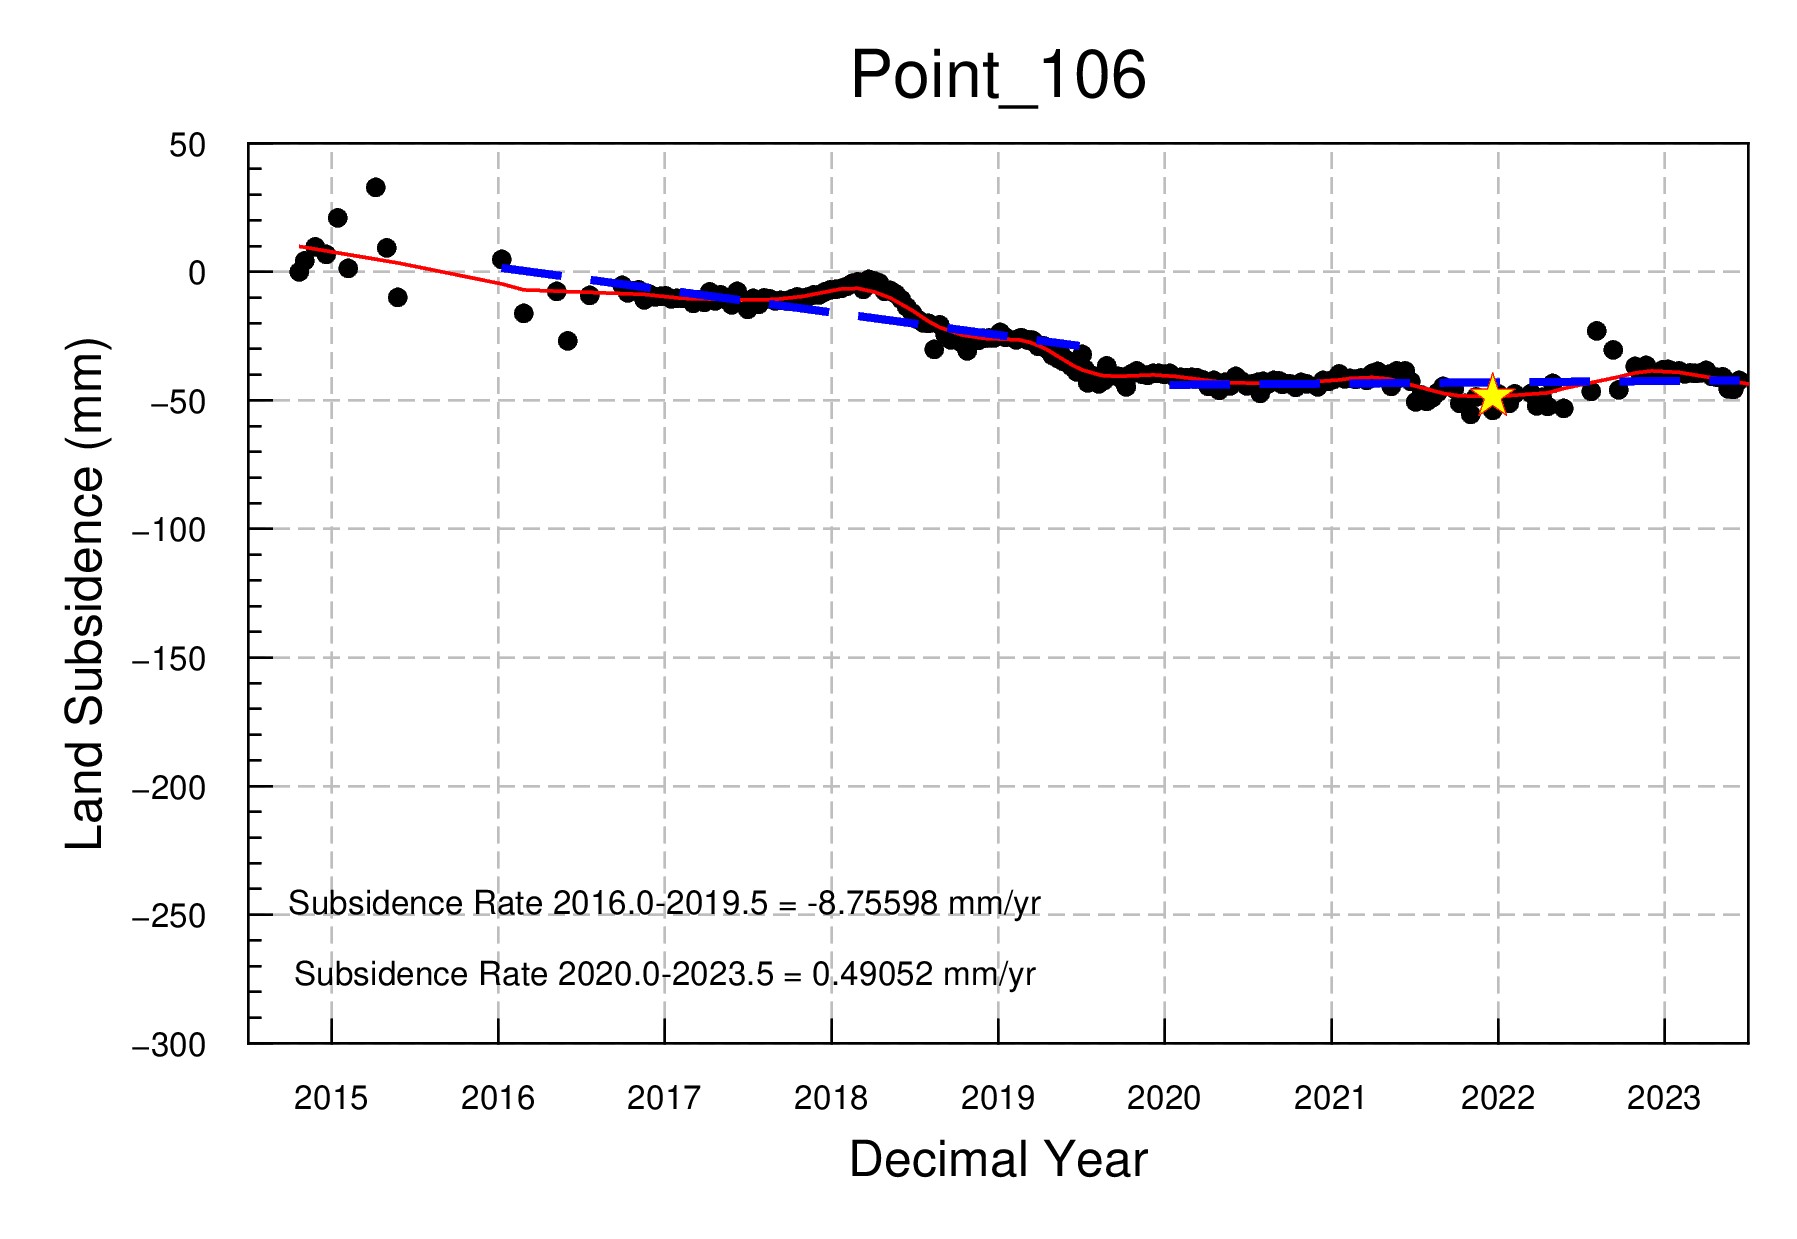 Point_106
50
0
−50
−100
−150
−200
−250
−300
Land Subsidence (mm)
Subsidence Rate 2016.0-2019.5 = -8.75598 mm/yr
Subsidence Rate 2020.0-2023.5 = 0.49052 mm/yr
2015 2016 2017 2018 2019 2020 2021 2022 2023
Decimal Year